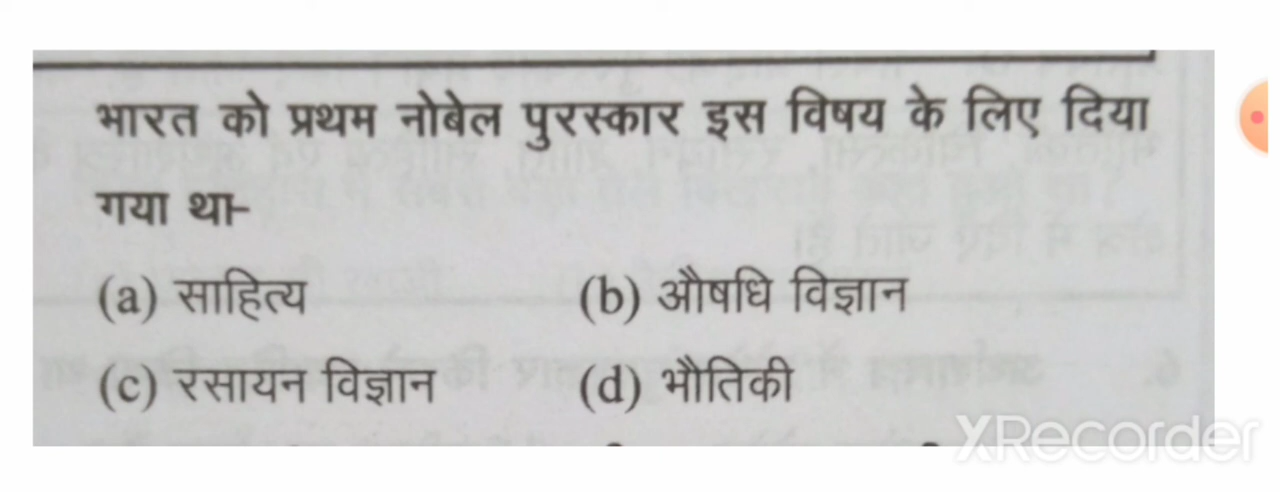 भारत को प्रथम नोबेल पुरस्कार इस विषय के लिए दिया
गया था-
(a) साहित्य (b) औषधि विज्ञान
(c) रसायन विज्ञान (d) भौतिकी
XRecorder